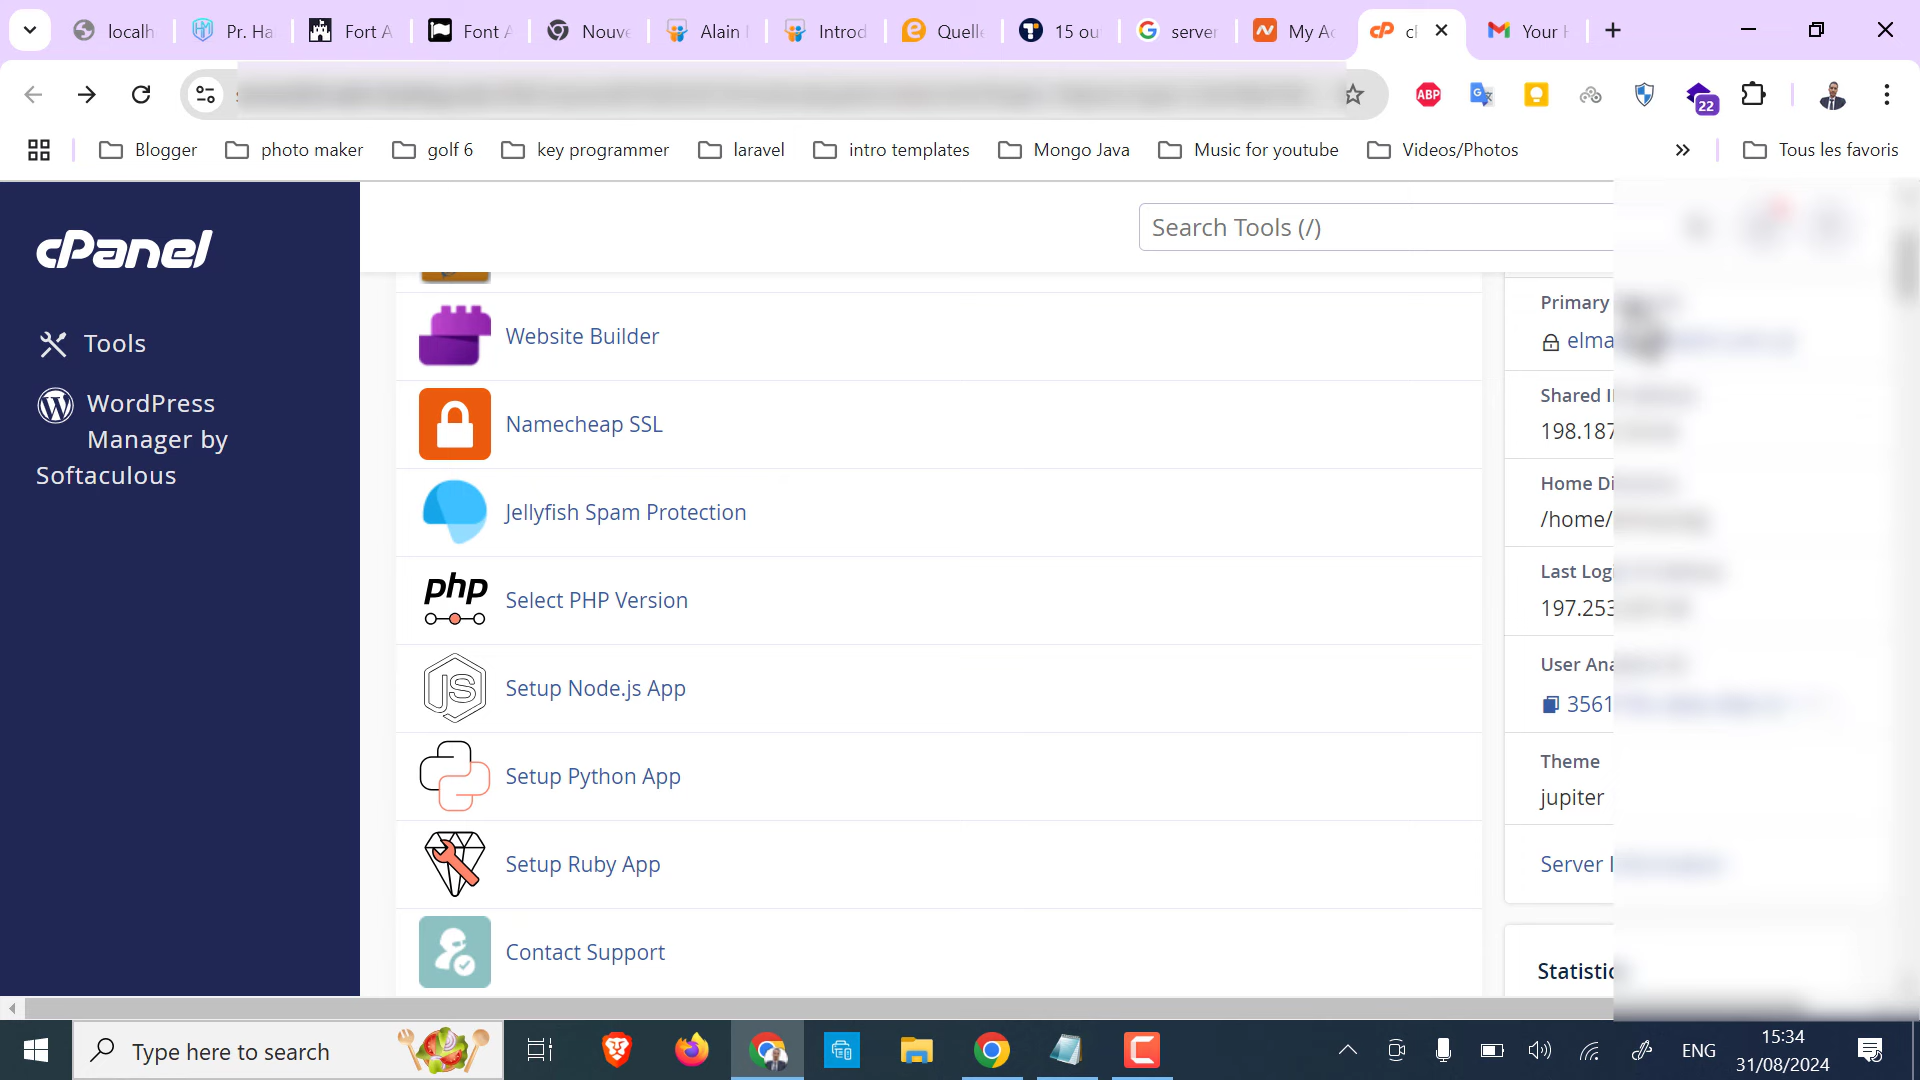 localh
Pr. Ha
Fort A
Font A
Nouve
Alain
Introd
Quelle
15 ou
server
My Ac
Your
ABP
22
Blogger
photo maker
golf 6
key programmer
laravel
intro templates
Mongo Java
Music for youtube
Videos/Photos
Tous les favoris
cPanel
Search Tools (/)
Tools
WordPress
Manager by
Softaculous
Website Builder
Namecheap SSL
Jellyfish Spam Protection
php
Select PHP Version
JS
Setup Node.js App
Setup Python App
Setup Ruby App
Contact Support
Primary
elma
Shared I
198.187
Home Di
/home/
Last Log
197.253
User Ana
3561
Theme
jupiter
Server
Statistic
Type here to search
ENG
15:34
31/08/2024